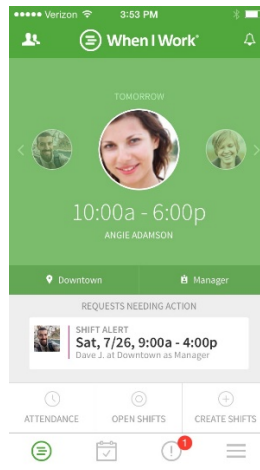 Verizon 3:53 PM
When I Work
TOMORROW
10:00a - 6:00p
ANGIE ADAMSON
Downtown Manager
REQUESTS NEEDING ACTION
SHIFT ALERT
Sat, 7/26, 9:00a - 4:00p
Dave J. at Downtown as Manager
ATTENDANCE OPEN SHIFTS CREATE SHIFTS
1